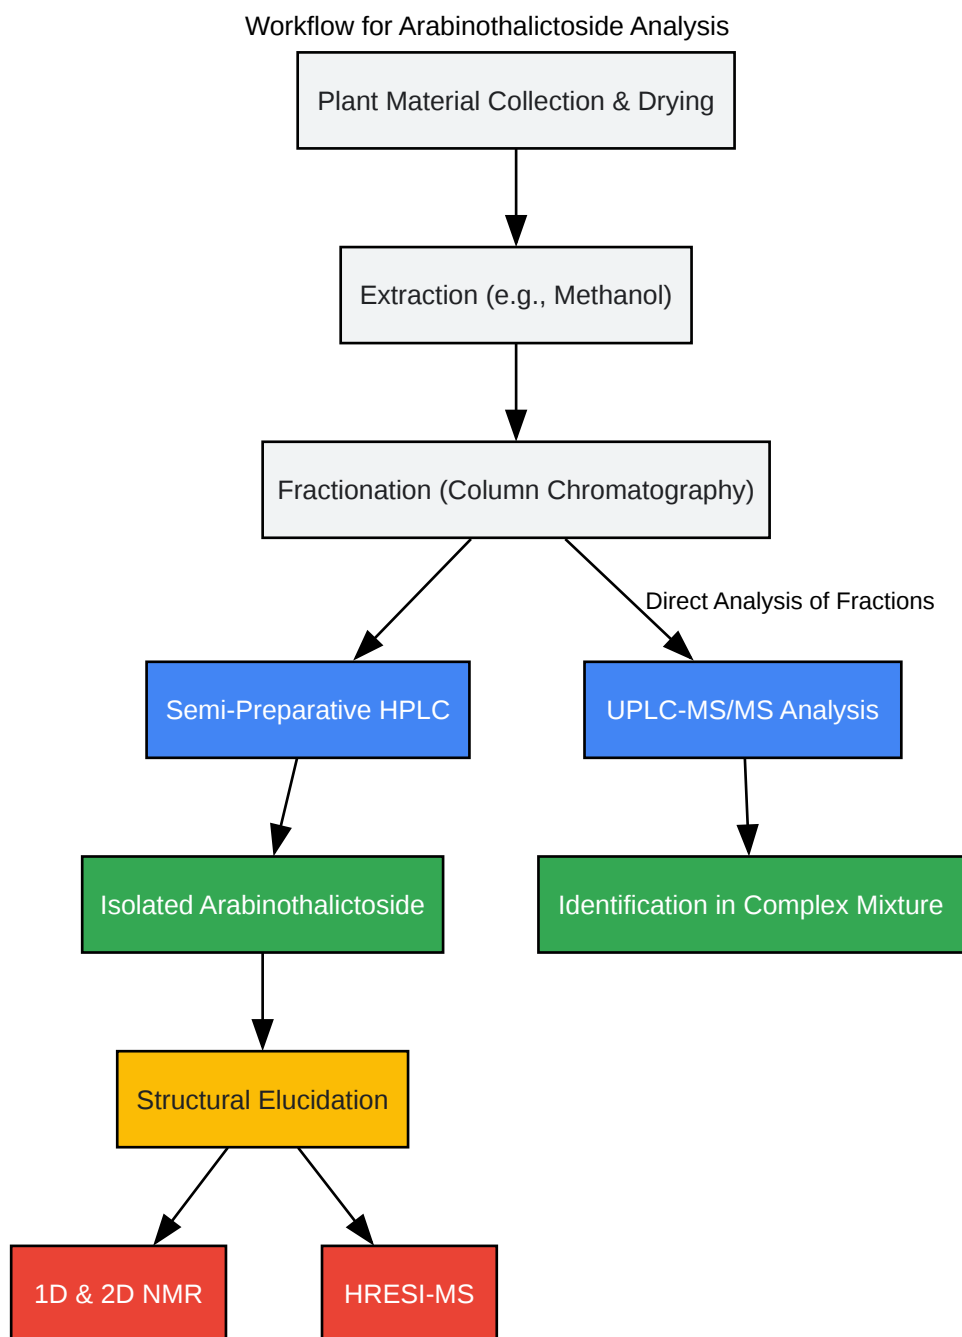 Workflow for Arabinothalictoside Analysis
Plant Material Collection & Drying
Extraction (e.g., Methanol)
Fractionation (Column Chromatography)
Direct Analysis of Fractions
Semi-Preparative HPLC
UPLC-MS/MS Analysis
Isolated Arabinothalictoside
Identification in Complex Mixture
Structural Elucidation
1D & 2D NMR
HRESI-MS